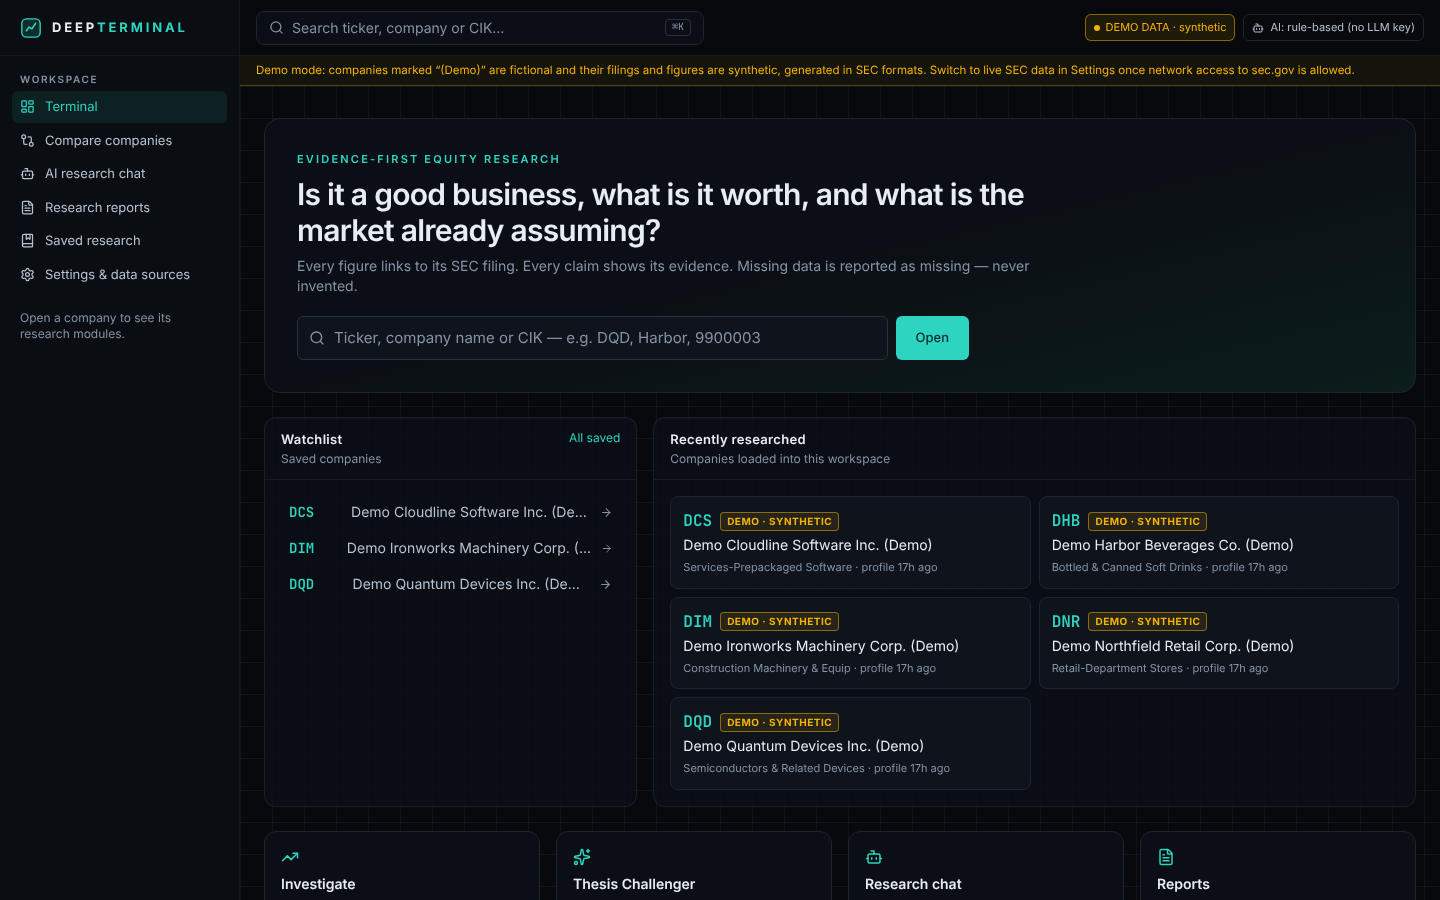 DEEPTERMINAL
Search ticker, company or CIK...
⌘K
DEMO DATA · synthetic
AI: rule-based (no LLM key)
Demo mode: companies marked “(Demo)” are fictional and their filings and figures are synthetic, generated in SEC formats. Switch to live SEC data in Settings once network access to sec.gov is allowed.
WORKSPACE
Terminal
Compare companies
AI research chat
Research reports
Saved research
Settings & data sources
Open a company to see its
research modules.
EVIDENCE-FIRST EQUITY RESEARCH
Is it a good business, what is it worth, and what is the
market already assuming?
Every figure links to its SEC filing. Every claim shows its evidence. Missing data is reported as missing — never
invented.
Ticker, company name or CIK — e.g. DQD, Harbor, 9900003
Open
Watchlist
All saved
Saved companies
DCS Demo Cloudline Software Inc. (De...
DIM Demo Ironworks Machinery Corp. (...
DQD Demo Quantum Devices Inc. (De...
Recently researched
Companies loaded into this workspace
DCS DEMO · SYNTHETIC
Demo Cloudline Software Inc. (Demo)
Services-Prepackaged Software · profile 17h ago
DHB DEMO · SYNTHETIC
Demo Harbor Beverages Co. (Demo)
Bottled & Canned Soft Drinks · profile 17h ago
DIM DEMO · SYNTHETIC
Demo Ironworks Machinery Corp. (Demo)
Construction Machinery & Equip · profile 17h ago
DNR DEMO · SYNTHETIC
Demo Northfield Retail Corp. (Demo)
Retail-Department Stores · profile 17h ago
DQD DEMO · SYNTHETIC
Demo Quantum Devices Inc. (Demo)
Semiconductors & Related Devices · profile 17h ago
Investigate
Thesis Challenger
Research chat
Reports